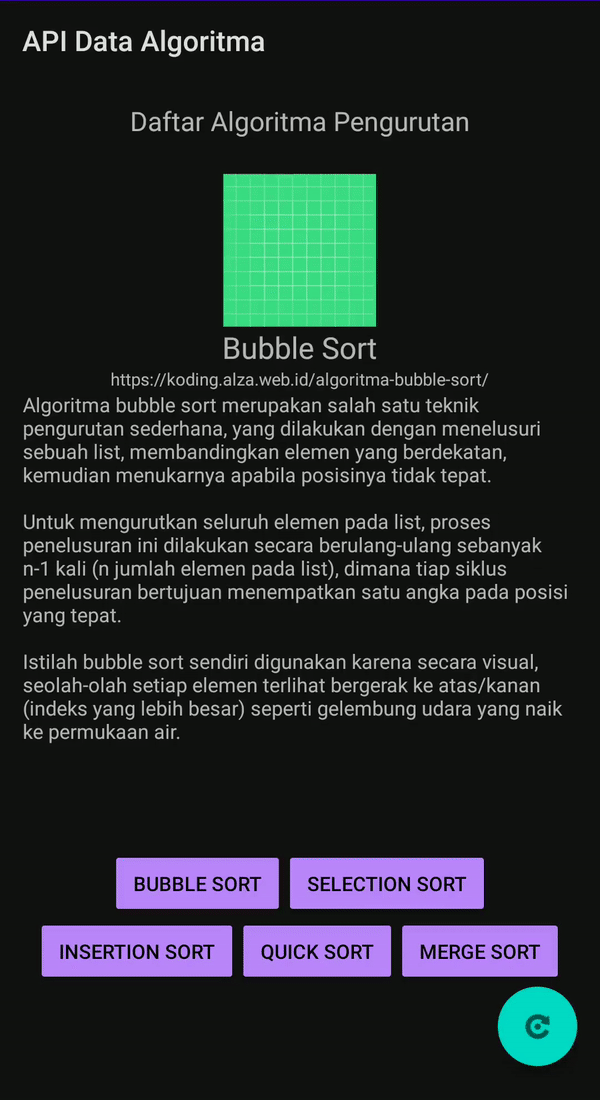 API Data Algoritma
Daftar Algoritma Pengurutan
Bubble Sort
https://koding.alza.web.id/algoritma-bubble-sort/
Algoritma bubble sort merupakan salah satu teknik
pengurutan sederhana, yang dilakukan dengan menelusuri
sebuah list, membandingkan elemen yang berdekatan,
kemudian menukarnya apabila posisinya tidak tepat.
Untuk mengurutkan seluruh elemen pada list, proses
penelusuran ini dilakukan secara berulang-ulang sebanyak
n-1 kali (n jumlah elemen pada list), dimana tiap siklus
penelusuran bertujuan menempatkan satu angka pada posisi
yang tepat.
Istilah bubble sort sendiri digunakan karena secara visual,
seolah-olah setiap elemen terlihat bergerak ke atas/kanan
(indeks yang lebih besar) seperti gelembung udara yang naik
ke permukaan air.
BUBBLE SORT
SELECTION SORT
INSERTION SORT
QUICK SORT
MERGE SORT